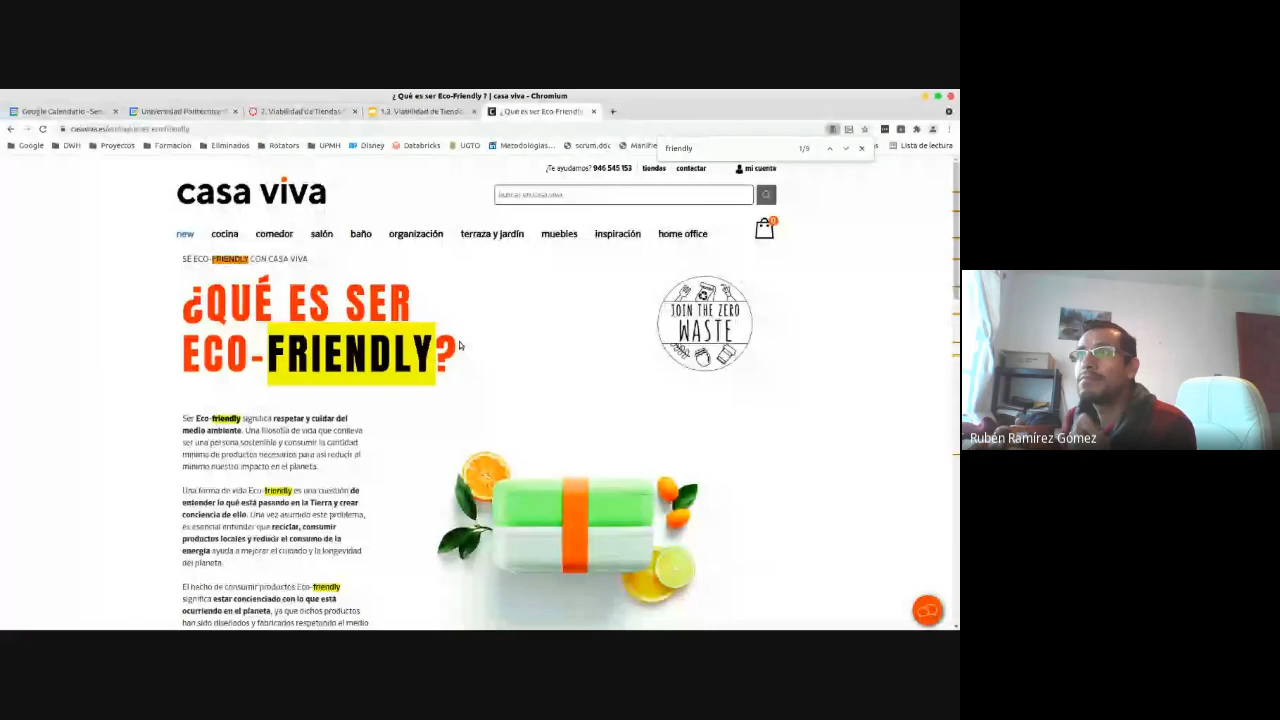 ¿ Qué es ser Eco-Friendly ? | casa viva - Chromium
Google Calendario - Sem
Universidad Politécnica
2. Viabilidad de Tiendas
1.3. Viabilidad de Tienda
¿ Qué es ser Eco-Friendly
Google
DWH
Proyectos
Formacion
Eliminados
Rotators
UPMH
Disney
Databricks
UGTO
Metodologías...
scrum.doc
Manifie
Lista de lectura
friendly
1/9
¿Te ayudamos? 946 545 153
tiendas
contactar
mi cuenta
casa viva
buscar en casa viva
new
cocina
comedor
salón
baño
organización
terraza y jardín
muebles
inspiración
home office
0
SÉ ECO-FRIENDLY CON CASA VIVA
¿QUÉ ES SER
ECO-FRIENDLY?
JOIN THE ZERO
WASTE
Ser Eco-friendly significa respetar y cuidar del
medio ambiente. Una filosofía de vida que conlleva
ser una persona sostenible y consumir la cantidad
mínima de productos necesarios para así reducir al
mínimo nuestro impacto en el planeta.
Una forma de vida Eco-friendly es una cuestión de
entender lo qué está pasando en la Tierra y crear
conciencia de ello. Una vez asumido este problema,
es esencial entender que reciclar, consumir
productos locales y reducir el consumo de la
energía ayuda a mejorar el cuidado y la longevidad
del planeta.
El hecho de consumir productos Eco-friendly
significa estar concienciado con lo que está
ocurriendo en el planeta, ya que dichos productos
han sido diseñados y fabricados respetando el medio
Rubén Ramírez Gómez